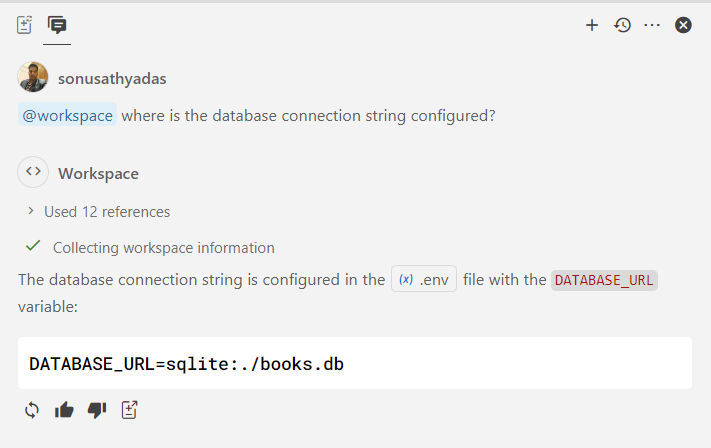 sonusathyadas
@workspace where is the database connection string configured?
Workspace
Used 12 references
Collecting workspace information
The database connection string is configured in the (x) .env file with the DATABASE_URL
variable:
DATABASE_URL=sqlite:./books.db